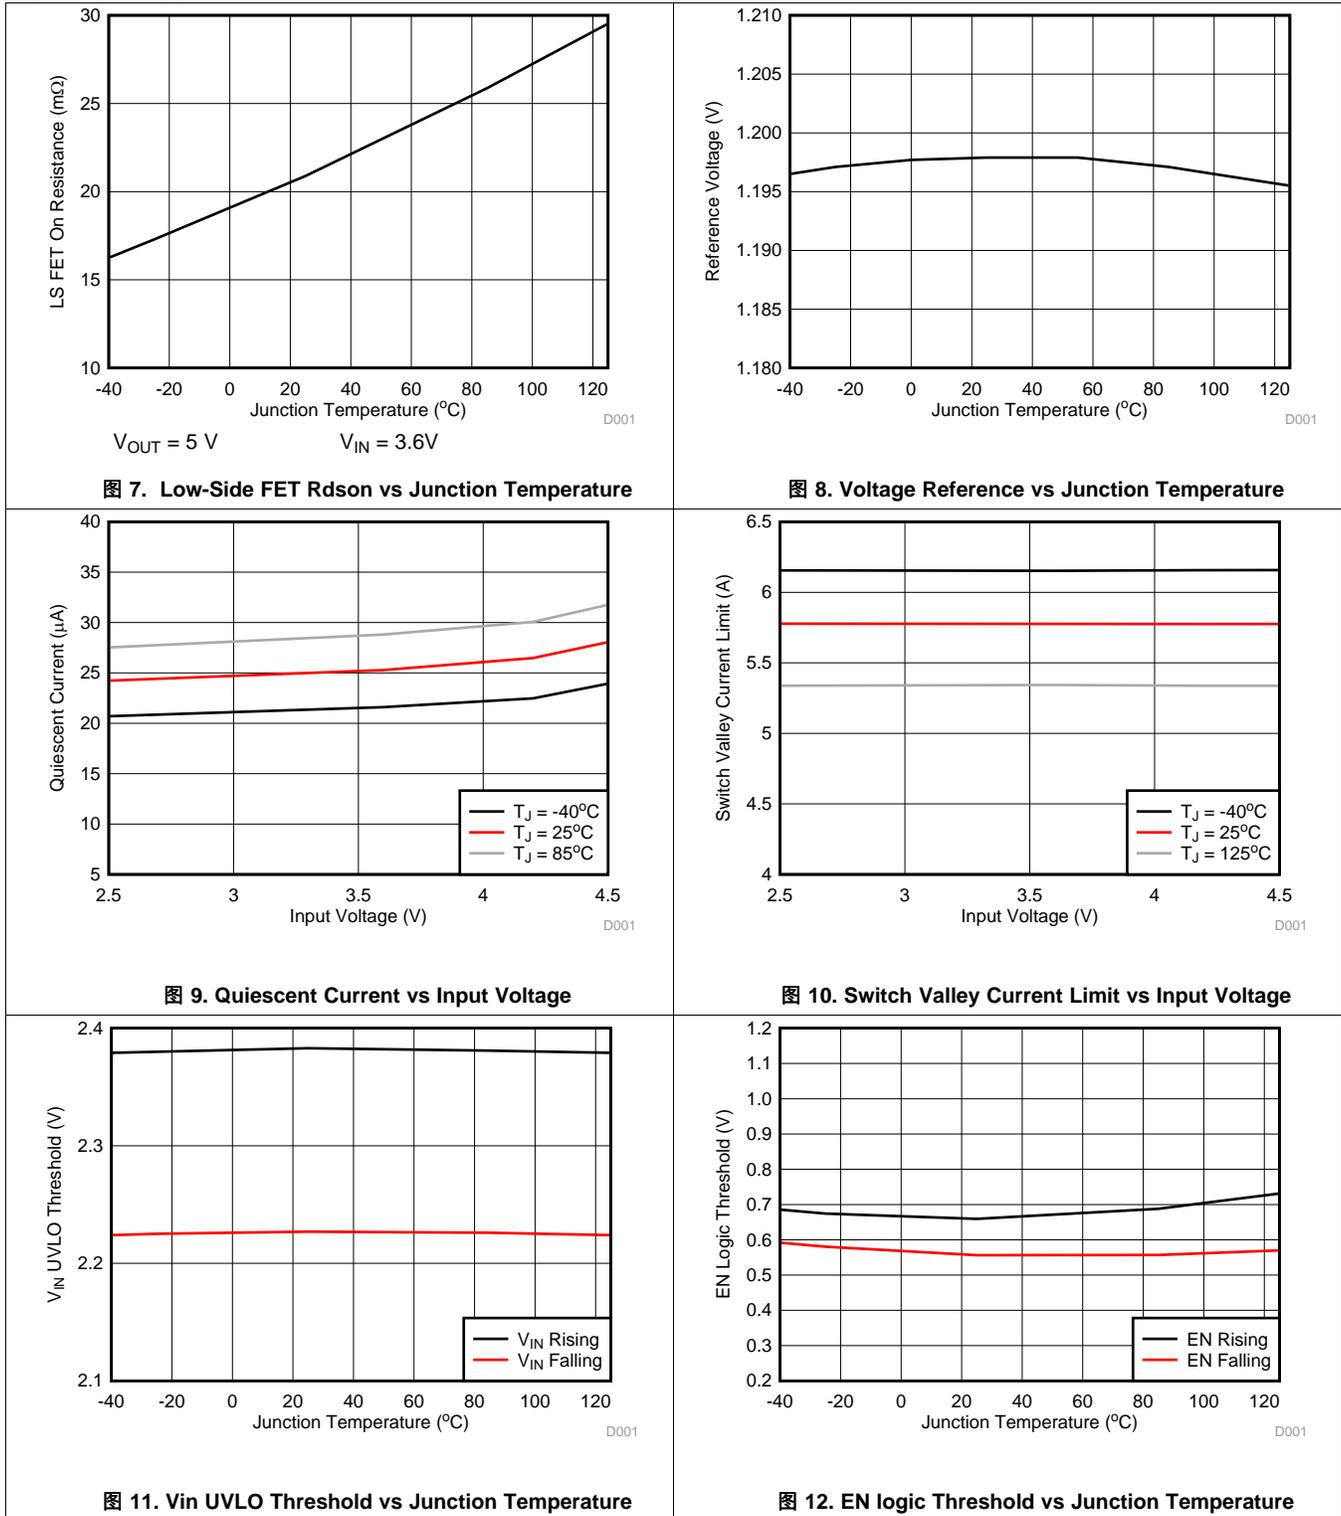 30
25
20
15
10
LS FET On Resistance (mΩ)
-40 -20 0 20 40 60 80 100 120
Junction Temperature (oC)
D001
VOUT = 5 V VIN = 3.6V
图 7. Low-Side FET Rdson vs Junction Temperature
1.210
1.205
1.200
1.195
1.190
1.185
1.180
Reference Voltage (V)
-40 -20 0 20 40 60 80 100 120
Junction Temperature (oC)
D001
图 8. Voltage Reference vs Junction Temperature
40
35
30
25
20
15
10
5
Quiescent Current (μA)
TJ = -40oC
TJ = 25oC
TJ = 85oC
2.5 3 3.5 4 4.5
Input Voltage (V)
D001
图 9. Quiescent Current vs Input Voltage
6.5
6
5.5
5
4.5
4
Switch Valley Current Limit (A)
TJ = -40oC
TJ = 25oC
TJ = 125oC
2.5 3 3.5 4 4.5
Input Voltage (V)
D001
图 10. Switch Valley Current Limit vs Input Voltage
2.4
2.3
2.2
2.1
VIN UVLO Threshold (V)
VIN Rising
VIN Falling
-40 -20 0 20 40 60 80 100 120
Junction Temperature (oC)
D001
图 11. Vin UVLO Threshold vs Junction Temperature
1.2
1.1
1.0
0.9
0.8
0.7
0.6
0.5
0.4
0.3
0.2
EN Logic Threshold (V)
EN Rising
EN Falling
-40 -20 0 20 40 60 80 100 120
Junction Temperature (oC)
D001
图 12. EN logic Threshold vs Junction Temperature